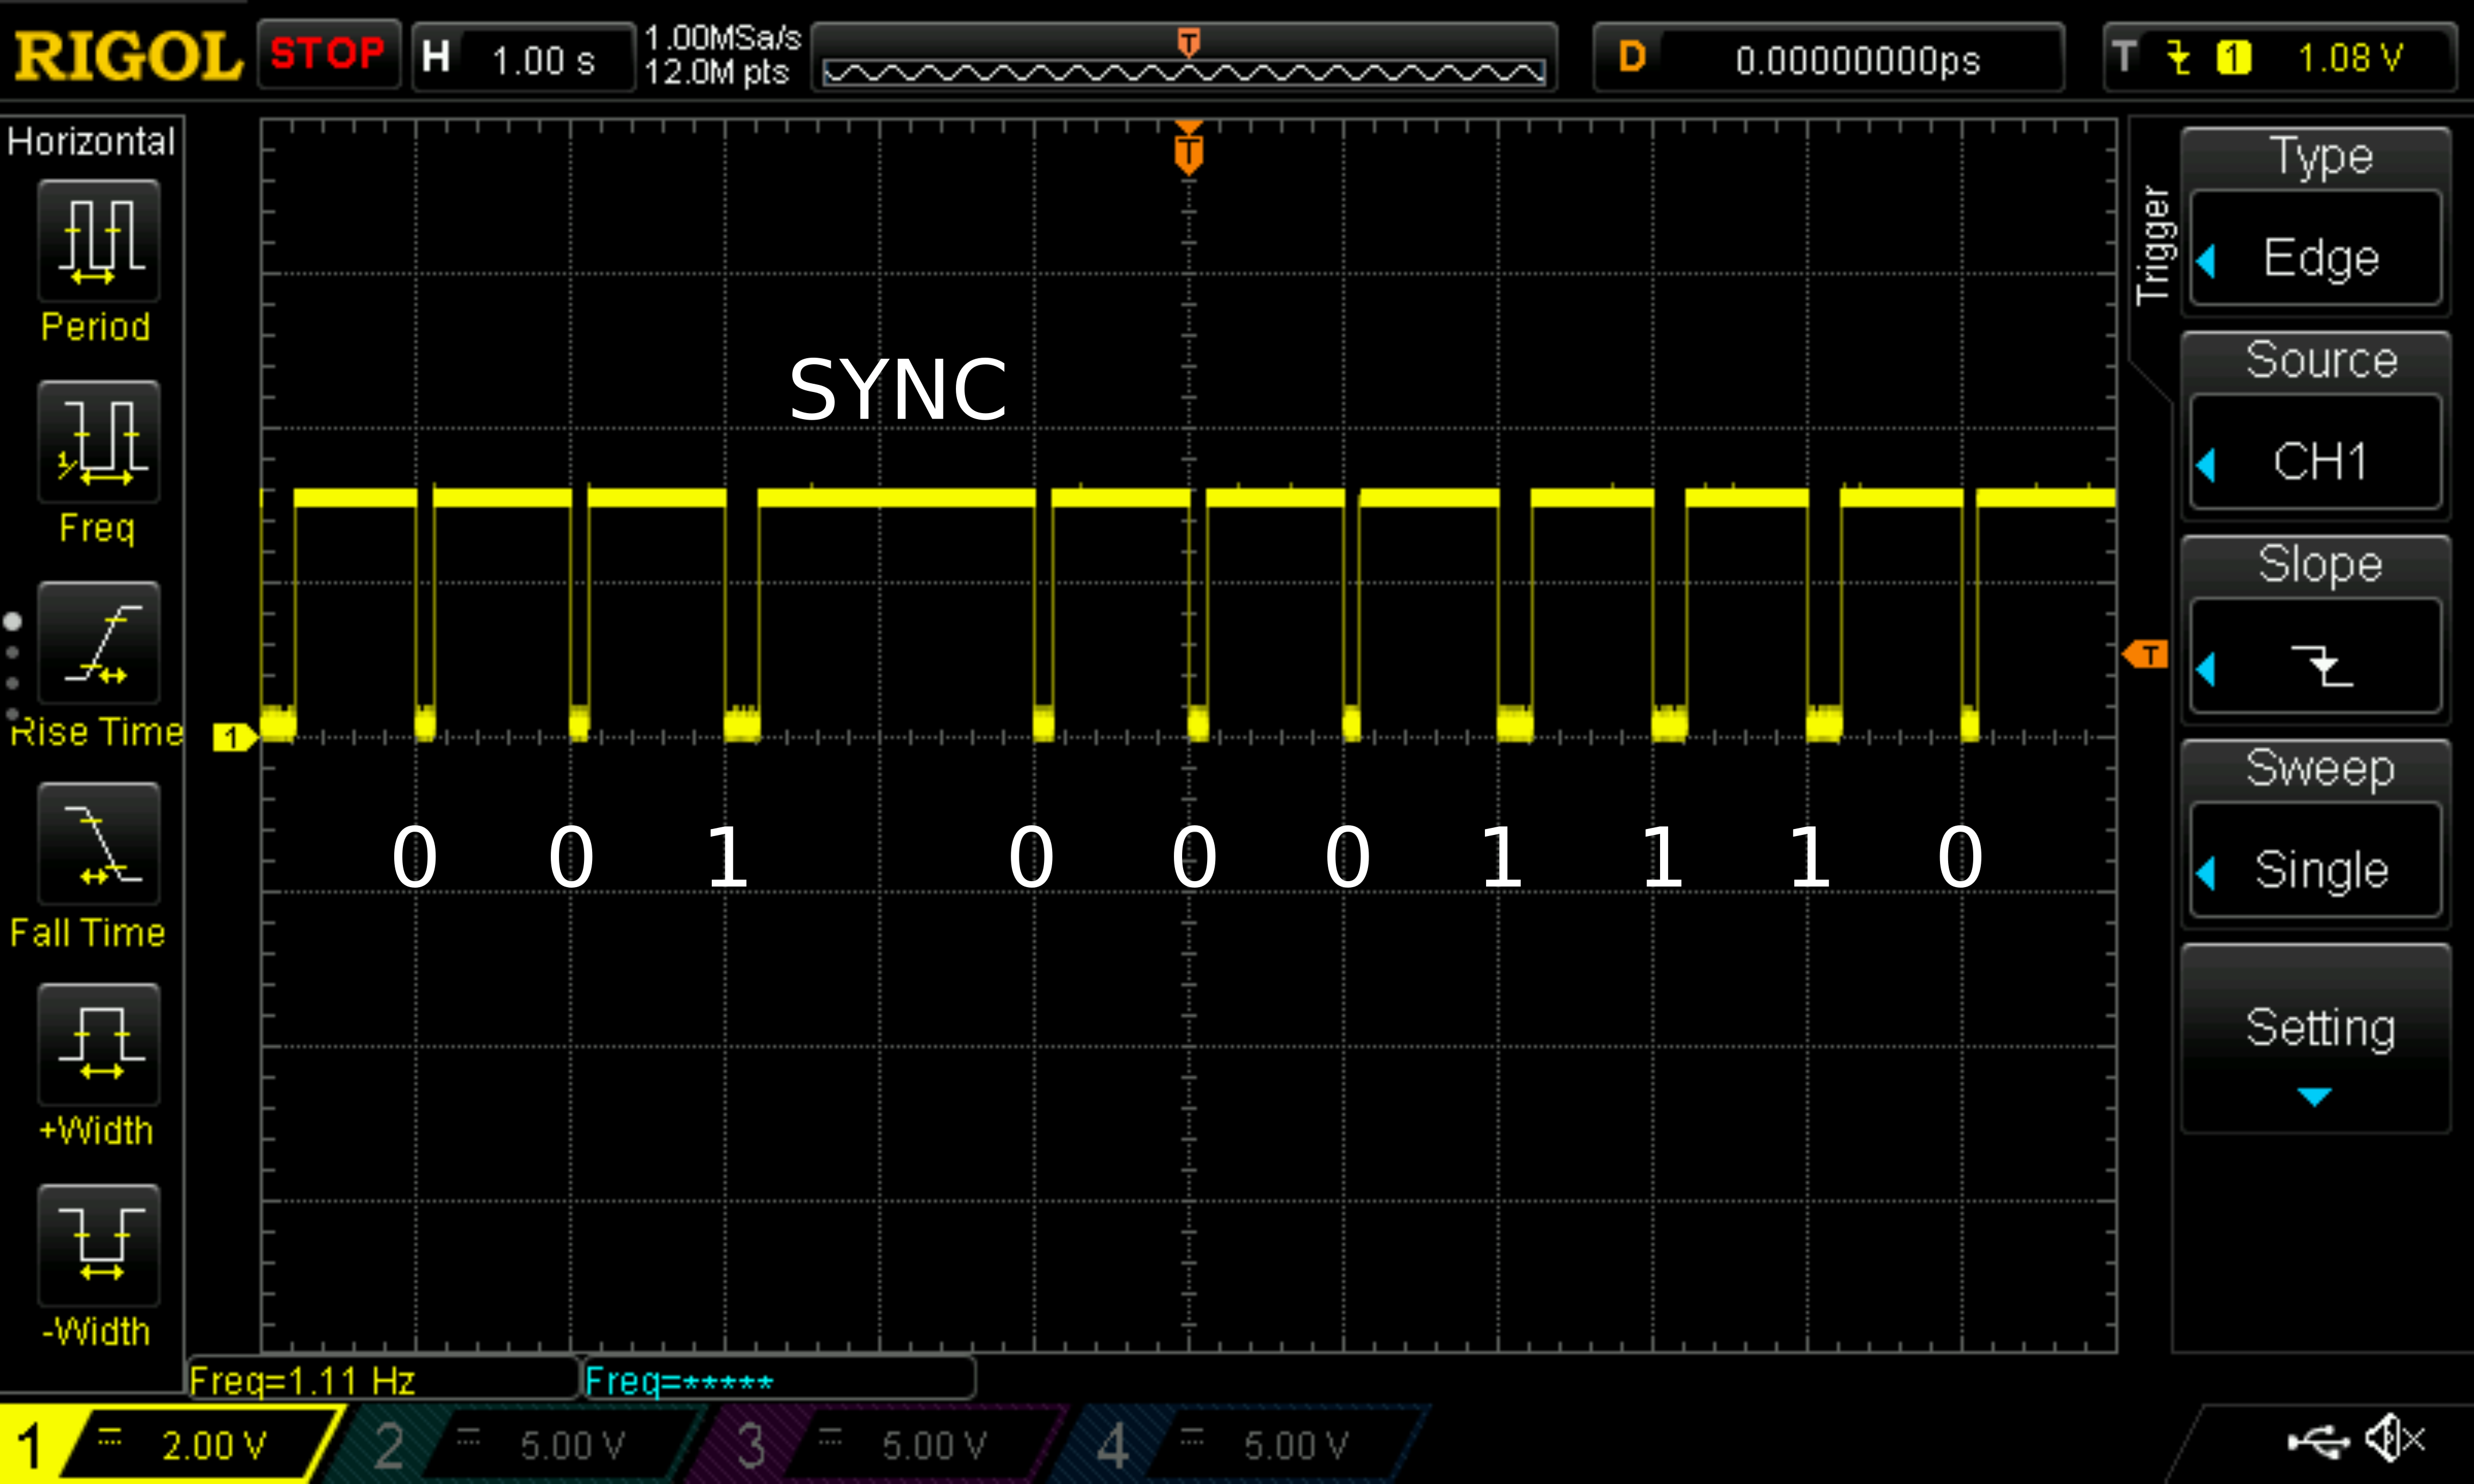 RIGOL STOP H 1.00 s 1.00MSa/s D 0.00000000ps T 1 1.08 V
12.0M pts
T
Horizontal
Period
Freq
Rise Time
Fall Time
+Width
-Width
T
SYNC
1
T
0 0 1 0 0 0 1 1 1 0
Trigger
Type
Edge
Source
CH1
Slope
Sweep
Single
Setting
Freq=1.11 Hz Freq=*****
1 2.00 V 2 5.00 V 3 5.00 V 4 5.00 V